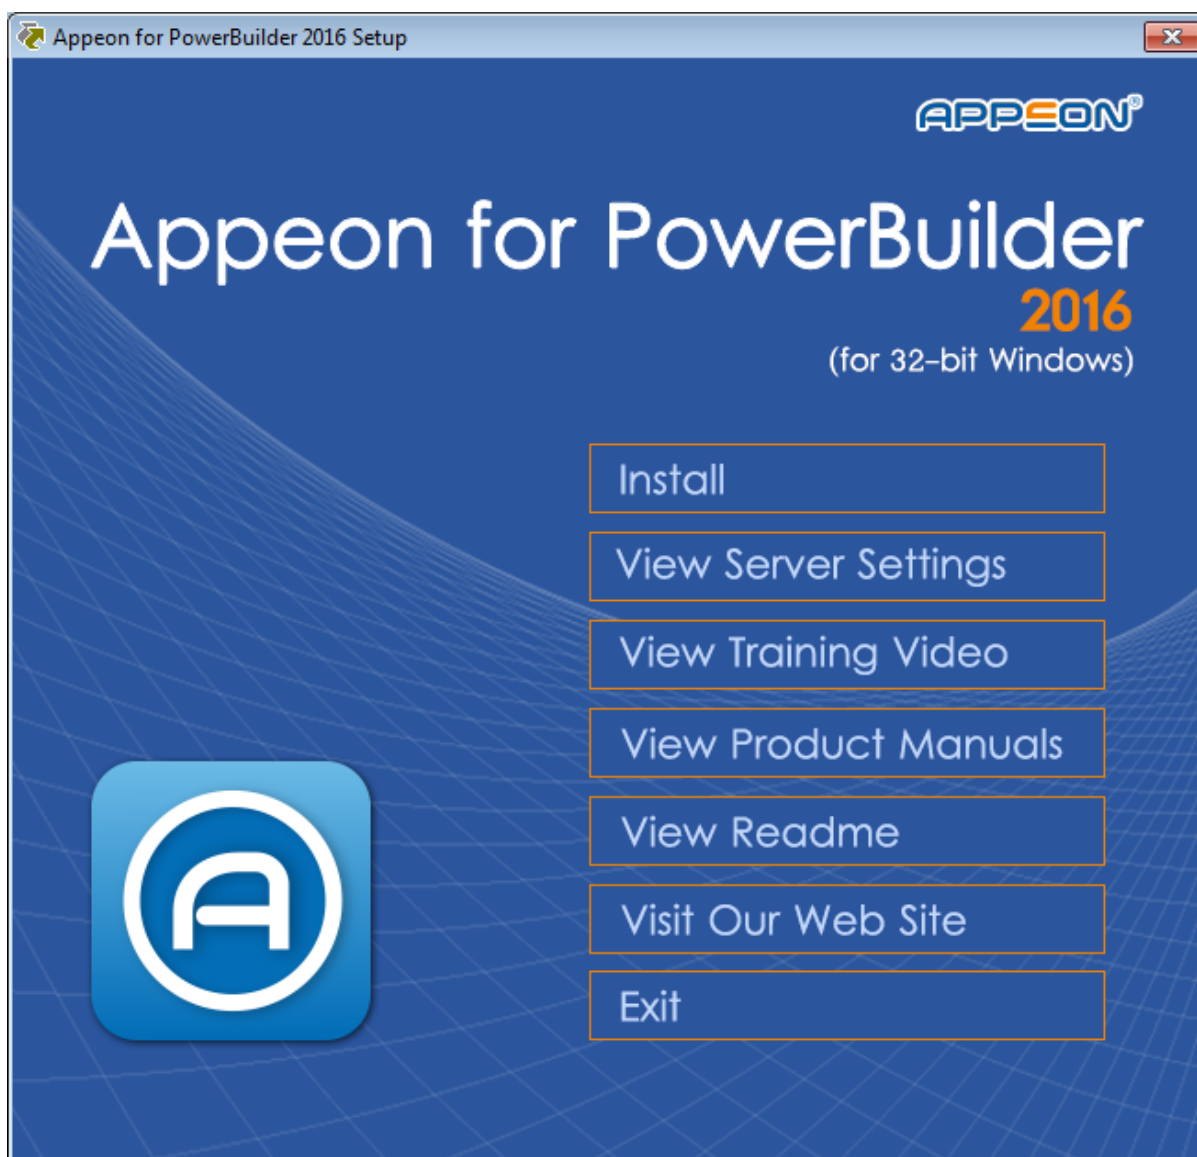 Appeon for PowerBuilder 2016 Setup
APPEON®
Appeon for PowerBuilder
2016
(for 32-bit Windows)
Install
View Server Settings
View Training Video
View Product Manuals
View Readme
Visit Our Web Site
Exit